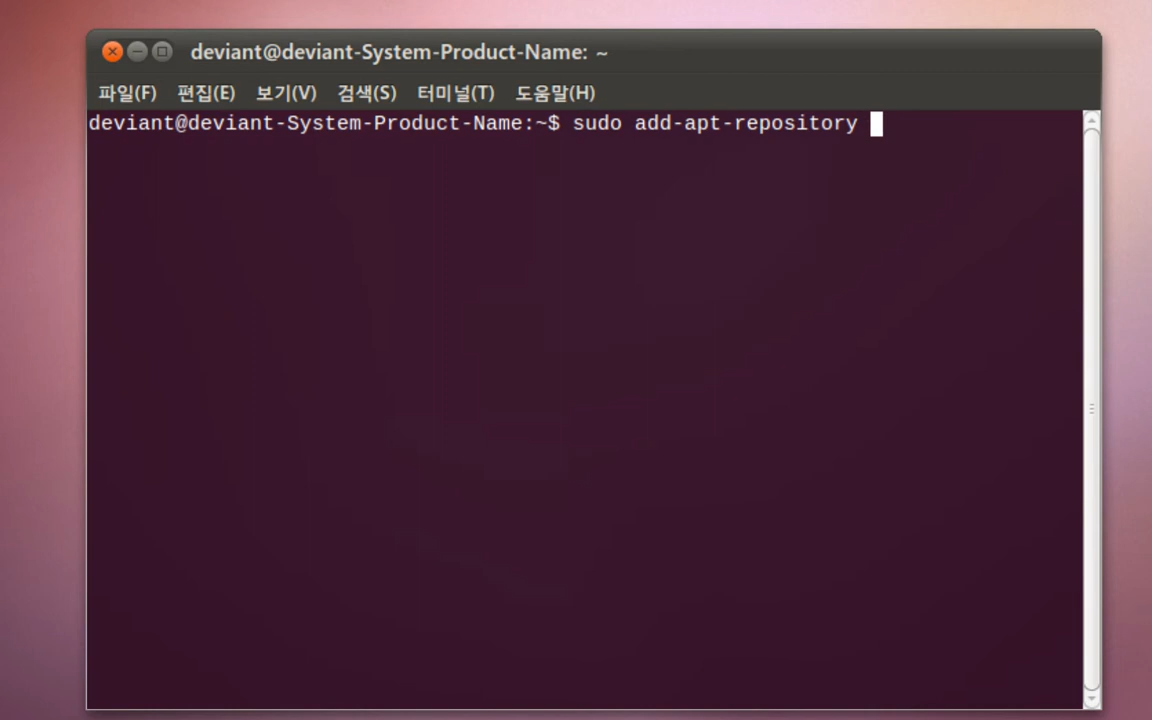 deviant@deviant-System-Product-Name: ~
파일(F) 편집(E) 보기(V) 검색(S) 터미널(T) 도움말(H)
deviant@deviant-System-Product-Name:~$ sudo add-apt-repository